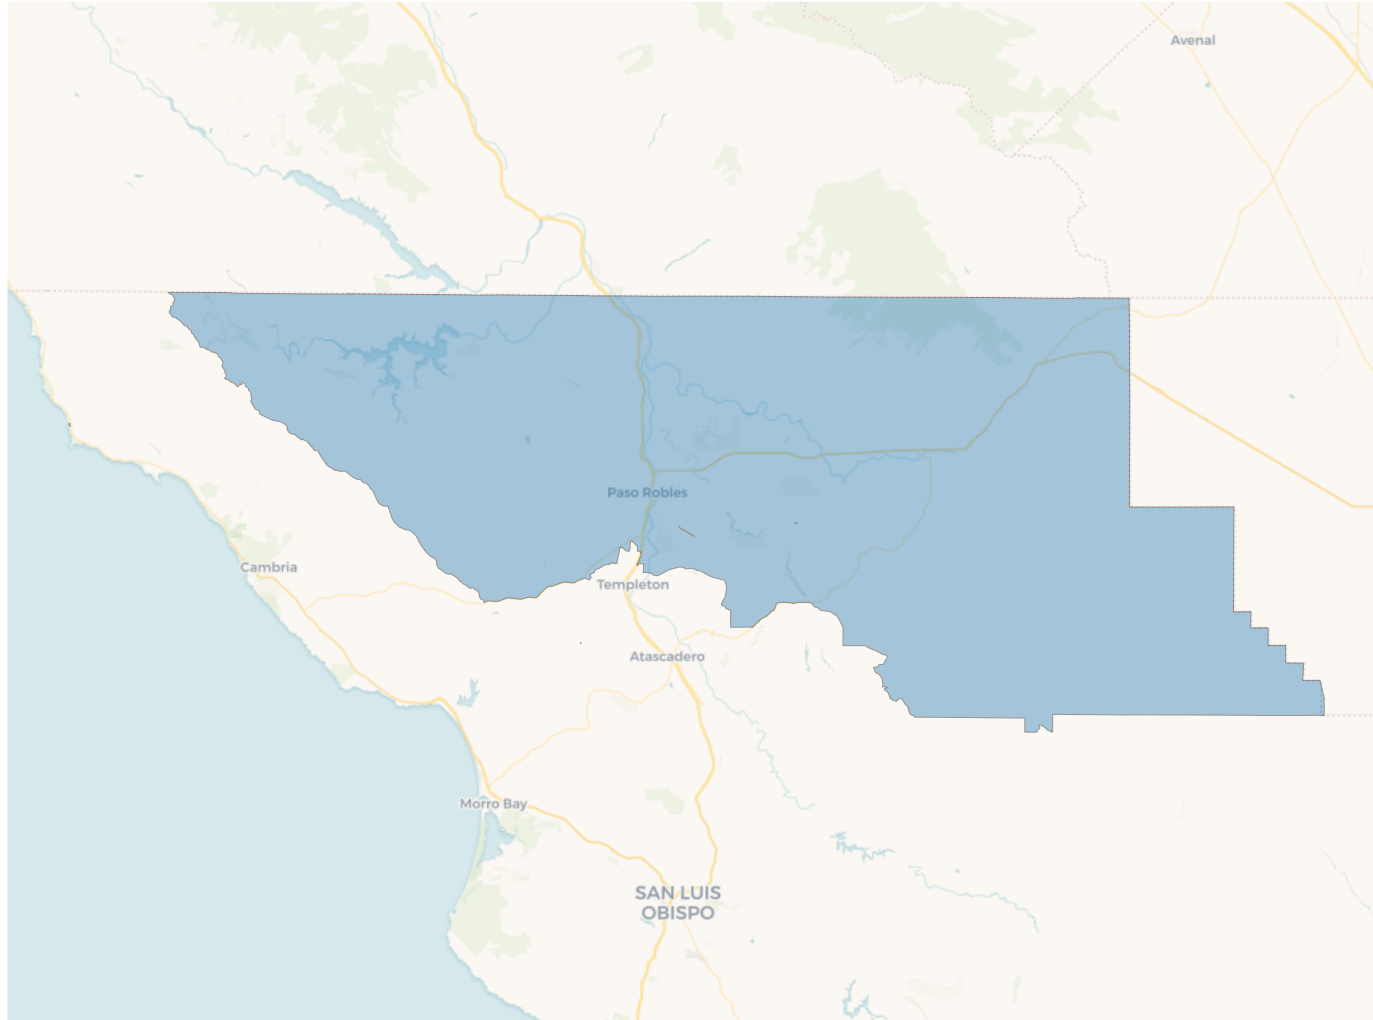 Avenal
Paso Robles
Cambria
Templeton
Atascadero
Morro Bay
SAN LUIS
OBISPO